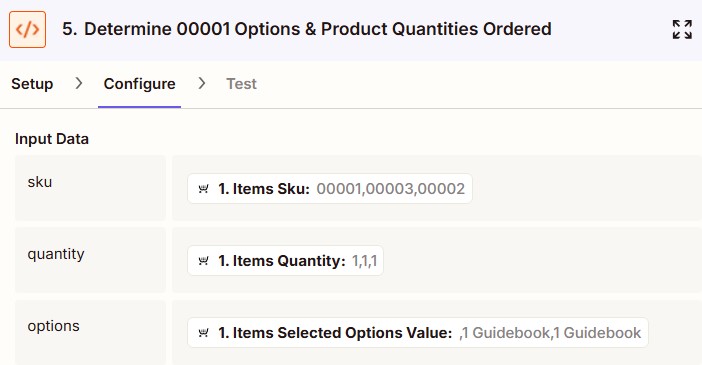 </> 5. Determine 00001 Options & Product Quantities Ordered
Setup > Configure > Test
Input Data
sku 1. Items Sku: 00001,00003,00002
quantity 1. Items Quantity: 1,1,1
options 1. Items Selected Options Value: ,1 Guidebook,1 Guidebook